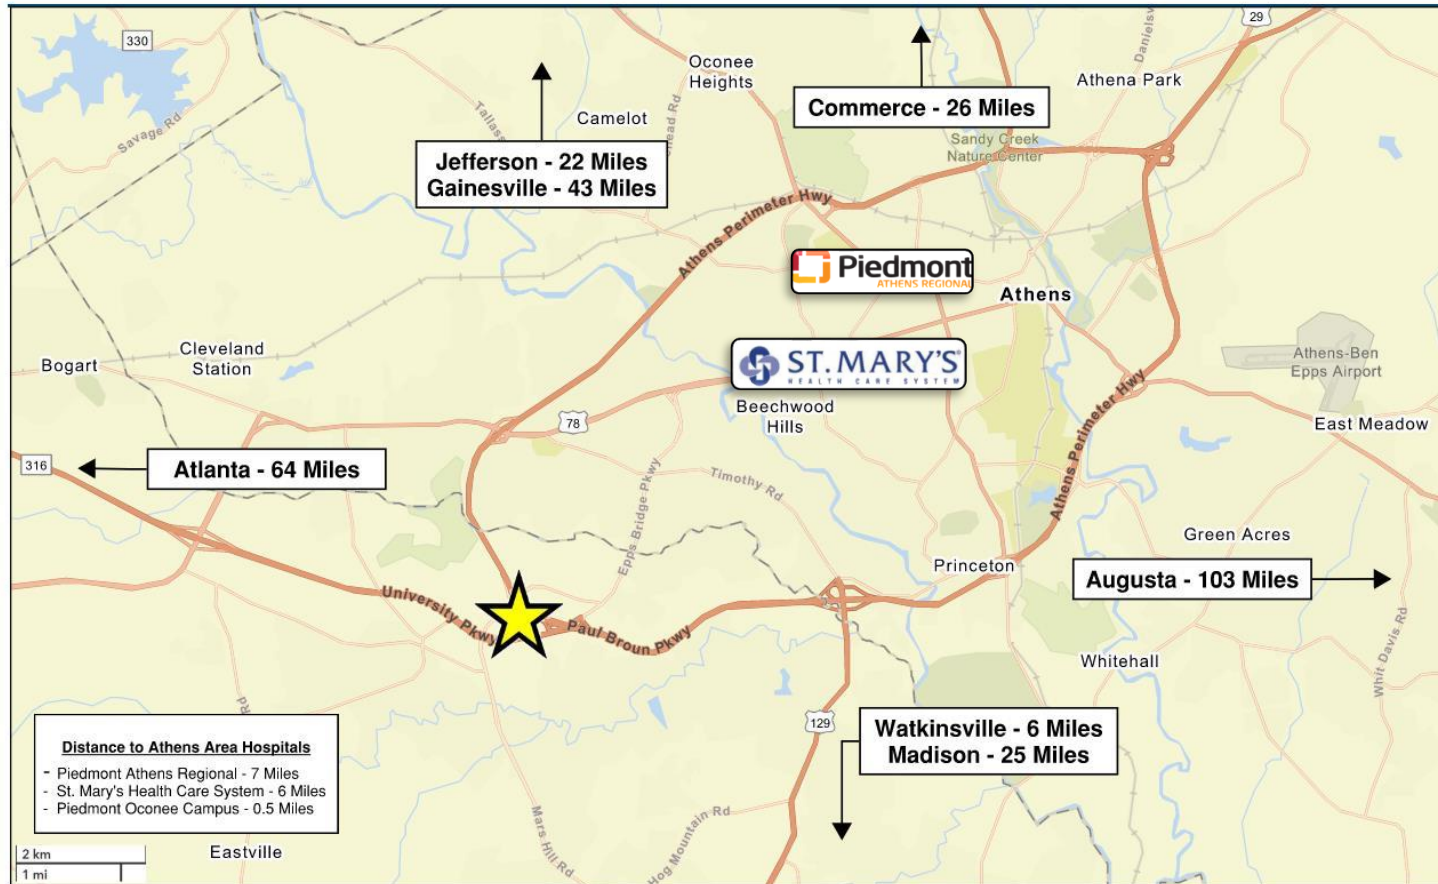 330
Savage Rd
29
Oconee
Heights
Camelot
Athena Park
Commerce - 26 Miles
Jefferson - 22 Miles
Gainesville - 43 Miles
Sandy Creek
Nature Center
Athens Perimeter Hwy
Piedmont
ATHENS REGIONAL
Athens
ST. MARY'S
HEALTH CARE SYSTEM
Bogart
Cleveland
Station
Athens-Ben
Epps Airport
Beechwood
Hills
78
East Meadow
316
Atlanta - 64 Miles
Timothy Rd
Epps Bridge Pkwy
Athens Perimeter Hwy
Green Acres
Princeton
Augusta - 103 Miles
University Pkwy
Paul Broun Pkwy
Whitehall
Whit Davis Rd
129
Watkinsville - 6 Miles
Madison - 25 Miles
Distance to Athens Area Hospitals
- Piedmont Athens Regional - 7 Miles
- St. Mary's Health Care System - 6 Miles
- Piedmont Oconee Campus - 0.5 Miles
Rd
Mars Hill Rd
Hog Mountain Rd
Eastville
2 km
1 mi